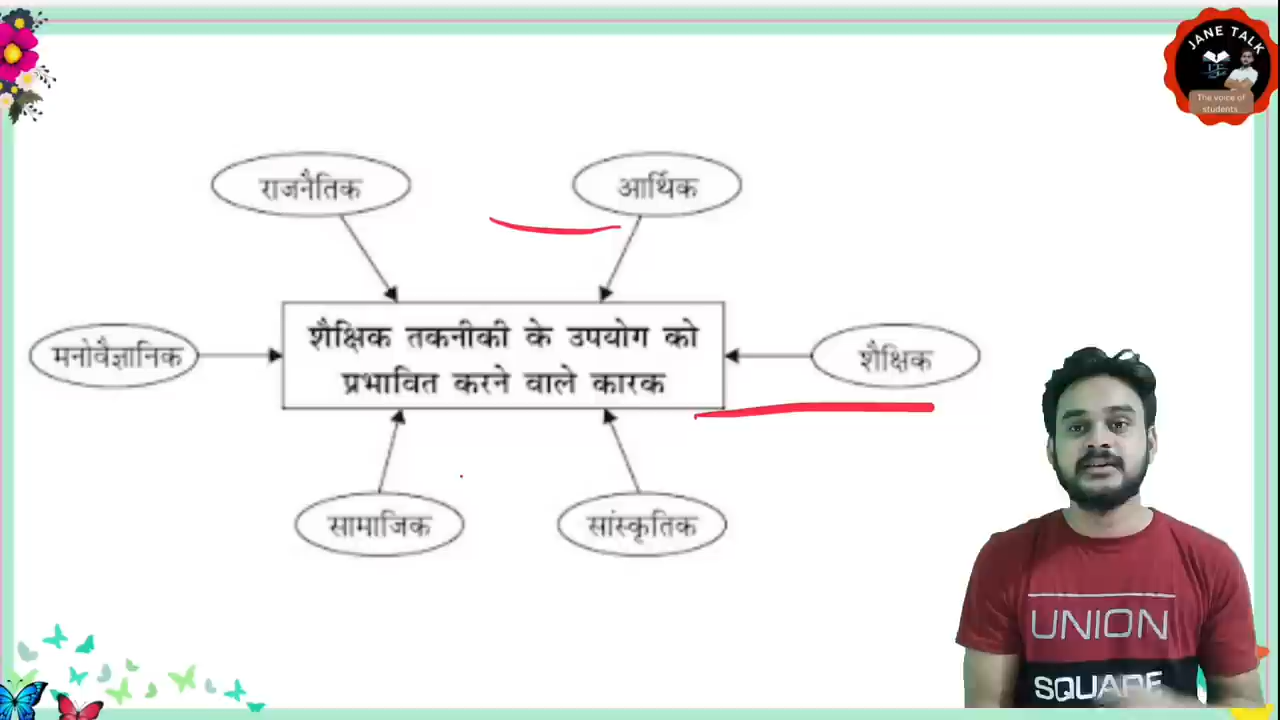 JANE TALK
The voice of
students
राजनैतिक
आर्थिक
मनोवैज्ञानिक
शैक्षिक तकनीकी के उपयोग को
प्रभावित करने वाले कारक
शैक्षिक
सामाजिक
सांस्कृतिक
UNION
SQUARE